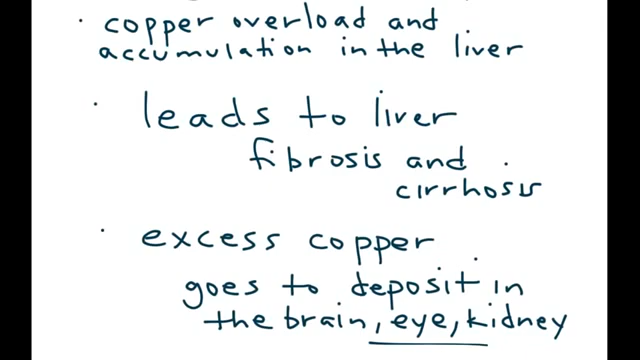 · copper overload and
accumulation in the liver
· leads to liver
fibrosis and
cirrhosis
· excess copper
goes to deposit in
the brain, eye, kidney